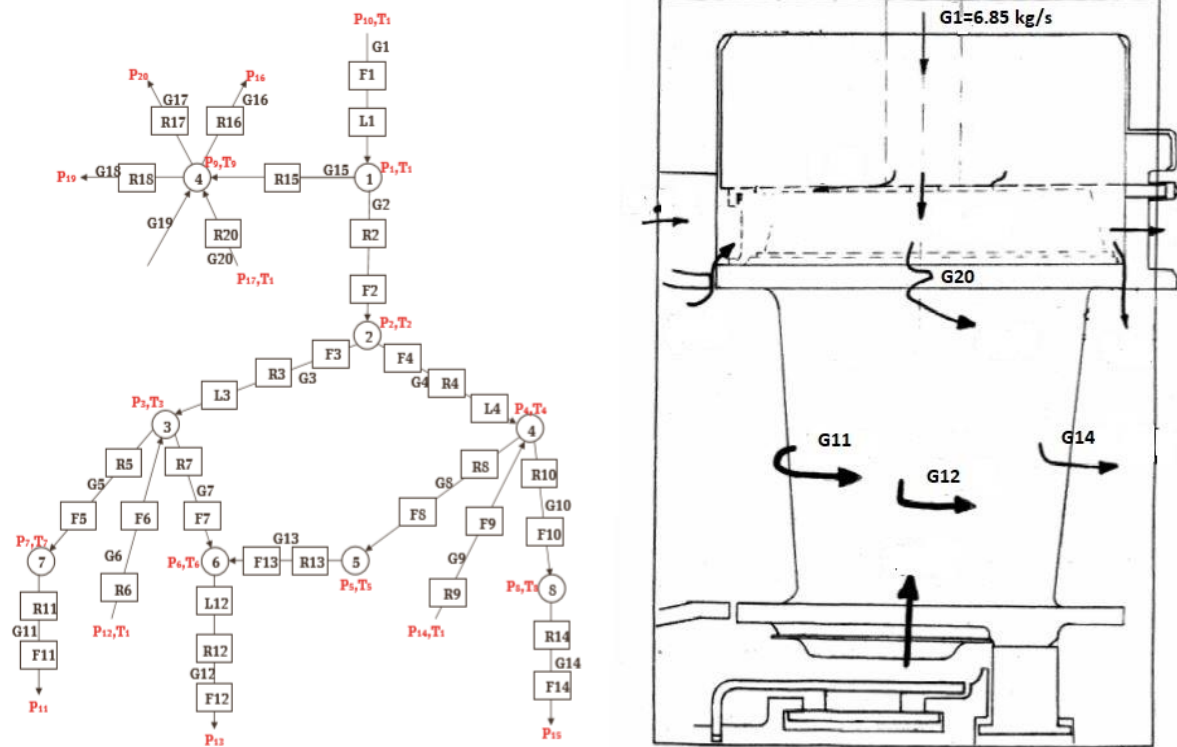 P10,T1
G1
F1
L1
P20
P16
G17
G16
R17
R16
P9,T9
P19
G18
R18
4
R15
G15
1
P1,T1
G2
G19
R20
G20
P17,T1
R2
F2
P2,T2
2
F3
F4
R3
G3
G4
R4
L3
L4
P3,T3
P4,T4
3
4
R5
R7
R8
R10
G5
G7
G8
G10
F5
F6
F7
F8
F9
F10
P7,T7
P6,T6
G13
7
G6
6
F13
R13
5
G9
P5,T5
P8,T8
8
R6
R9
P12,T1
P14,T1
R11
G11
F11
L12
R12
G12
F12
R14
G14
F14
P11
P13
P15
G1=6.85 kg/s
G20
G11
G12
G14